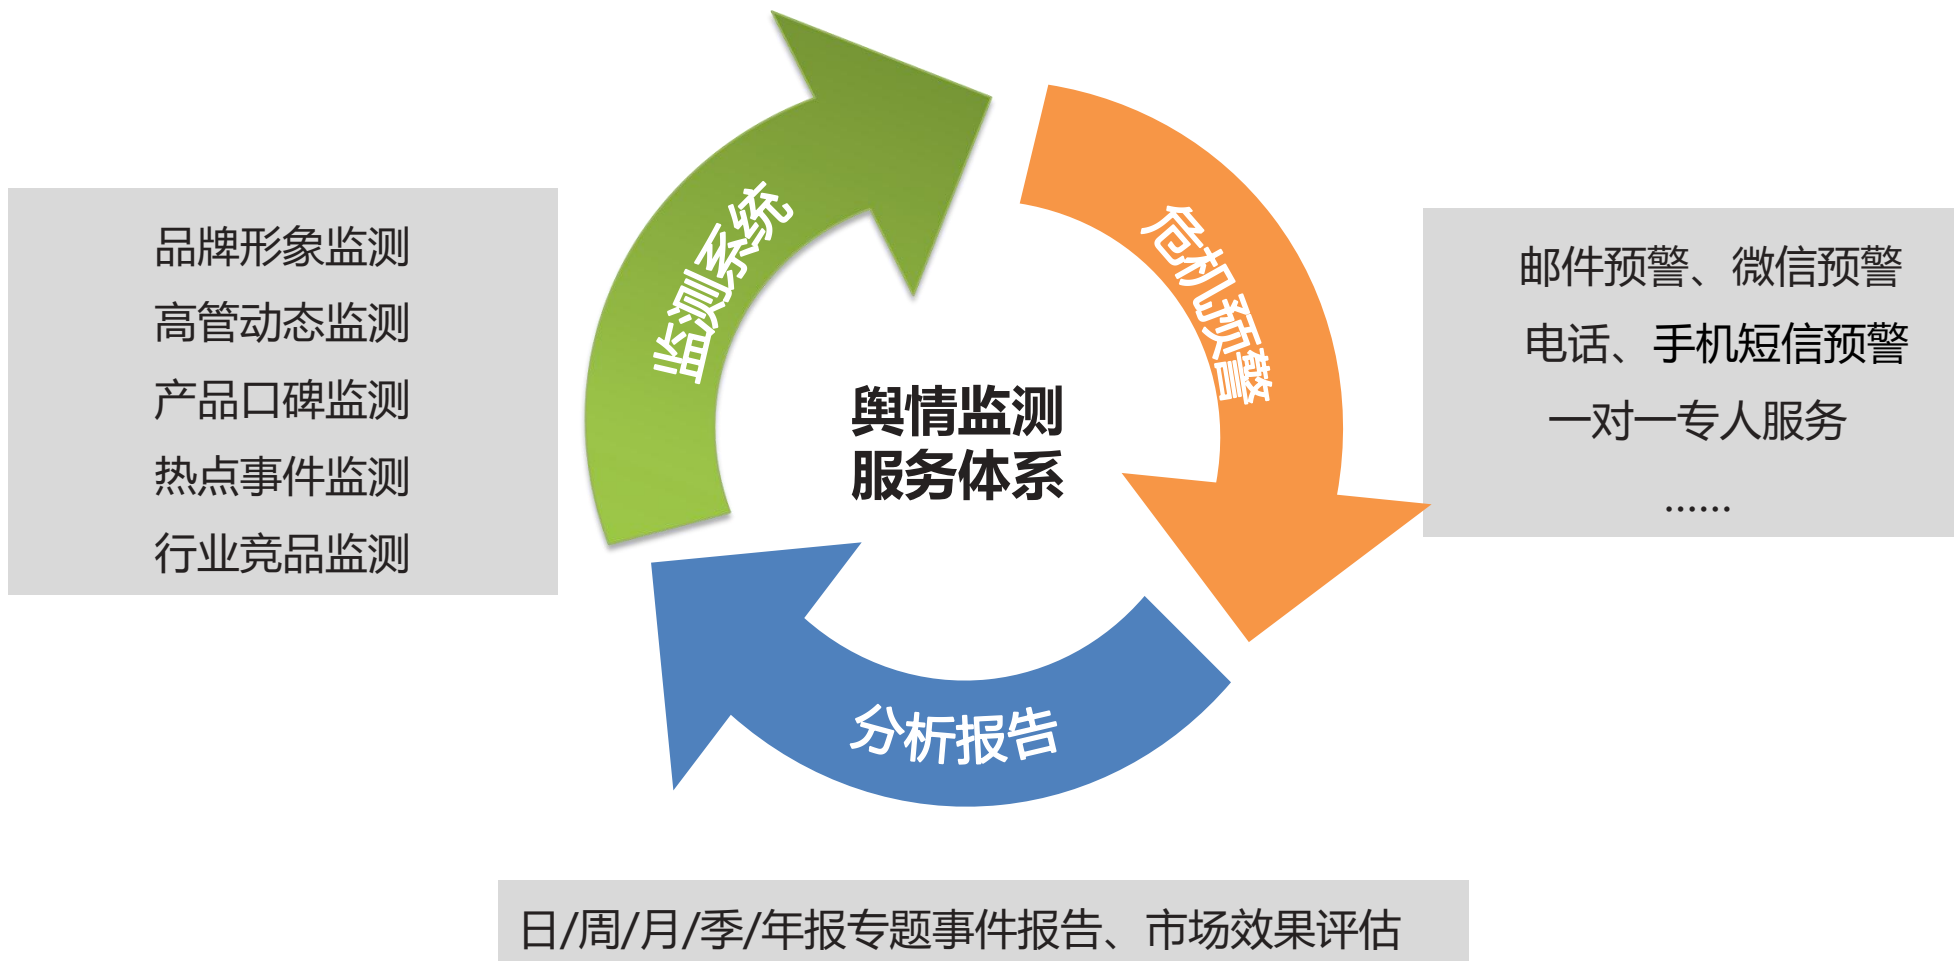 监测系统
危机预警
品牌形象监测
高管动态监测
产品口碑监测
热点事件监测
行业竞品监测
舆情监测
服务体系
邮件预警、微信预警
电话、手机短信预警
一对一专人服务
......
分析报告
日/周/月/季/年报专题事件报告、市场效果评估